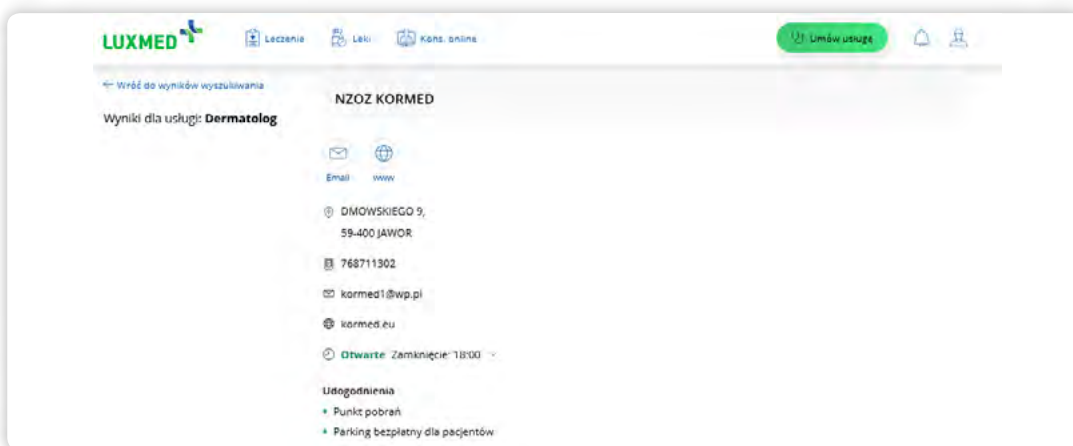 LUXMED
Leczenie
Leki
Kons. online
Umów usługę
← Wróć do wyników wyszukiwania
Wyniki dla usługi: Dermatolog
NZOZ KORMED
Email
www
DMOWSKIEGO 9,
59-400 JAWOR
768711302
kormed1@wp.pl
kormed.eu
Otwarte Zamknięcie: 18:00
Udogodnienia
• Punkt pobrań
• Parking bezpłatny dla pacjentów